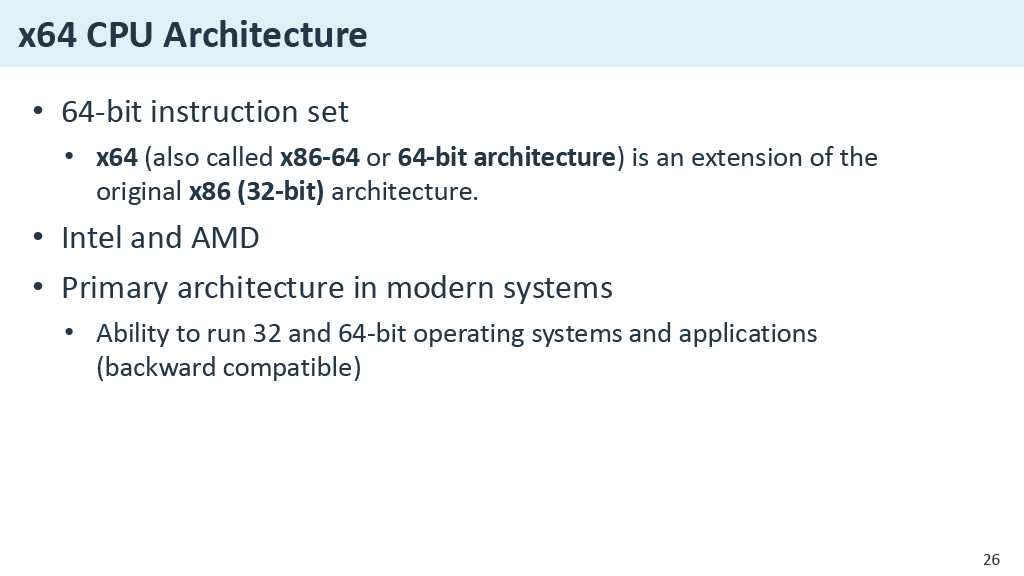 x64 CPU Architecture
• 64-bit instruction set
• x64 (also called x86-64 or 64-bit architecture) is an extension of the
original x86 (32-bit) architecture.
• Intel and AMD
• Primary architecture in modern systems
• Ability to run 32 and 64-bit operating systems and applications
(backward compatible)
26